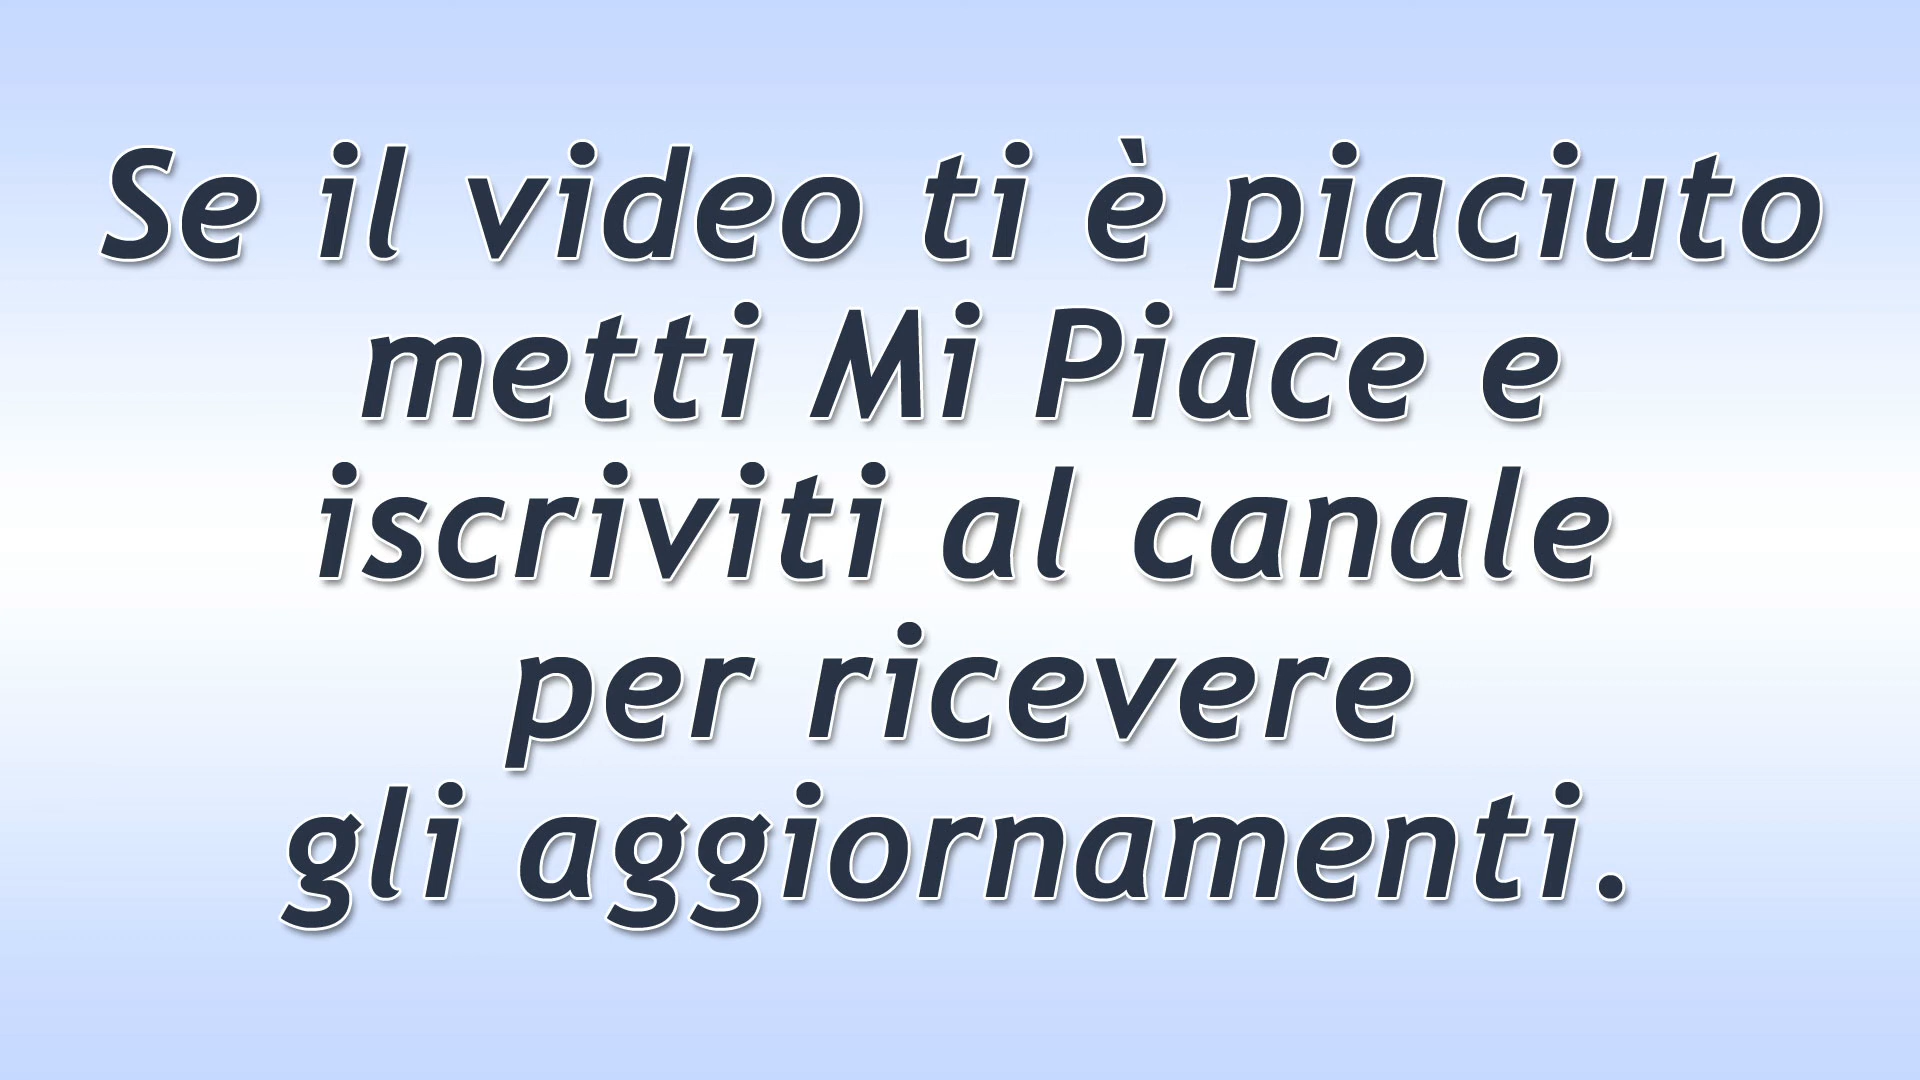 Se il video ti è piaciuto
metti Mi Piace e
iscriviti al canale
per ricevere
gli aggiornamenti.